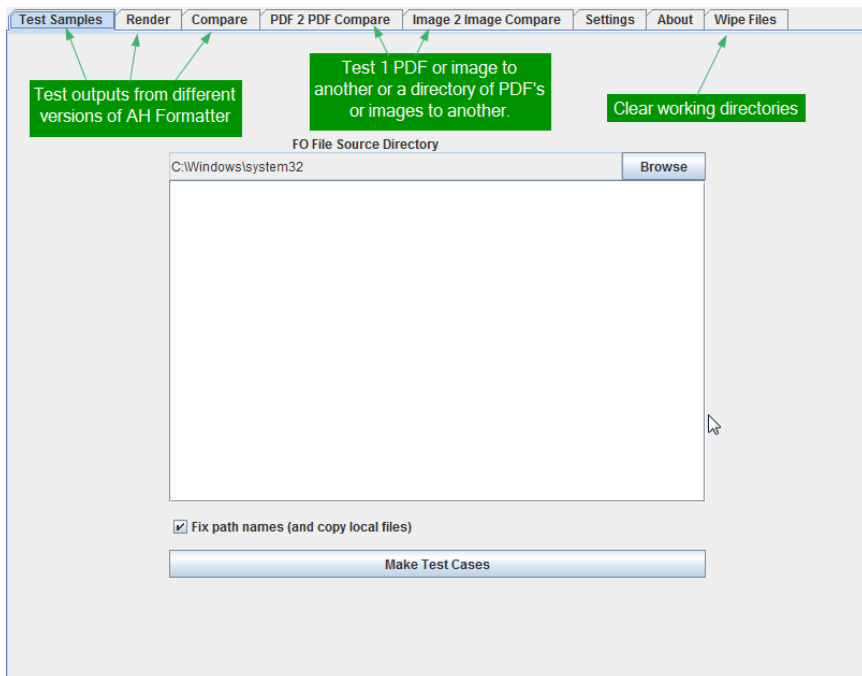 Test Samples Render Compare PDF 2 PDF Compare Image 2 Image Compare Settings About Wipe Files
Test outputs from different
versions of AH Formatter
Test 1 PDF or image to
another or a directory of PDF's
or images to another.
Clear working directories
FO File Source Directory
C:\Windows\system32 Browse
Fix path names (and copy local files)
Make Test Cases